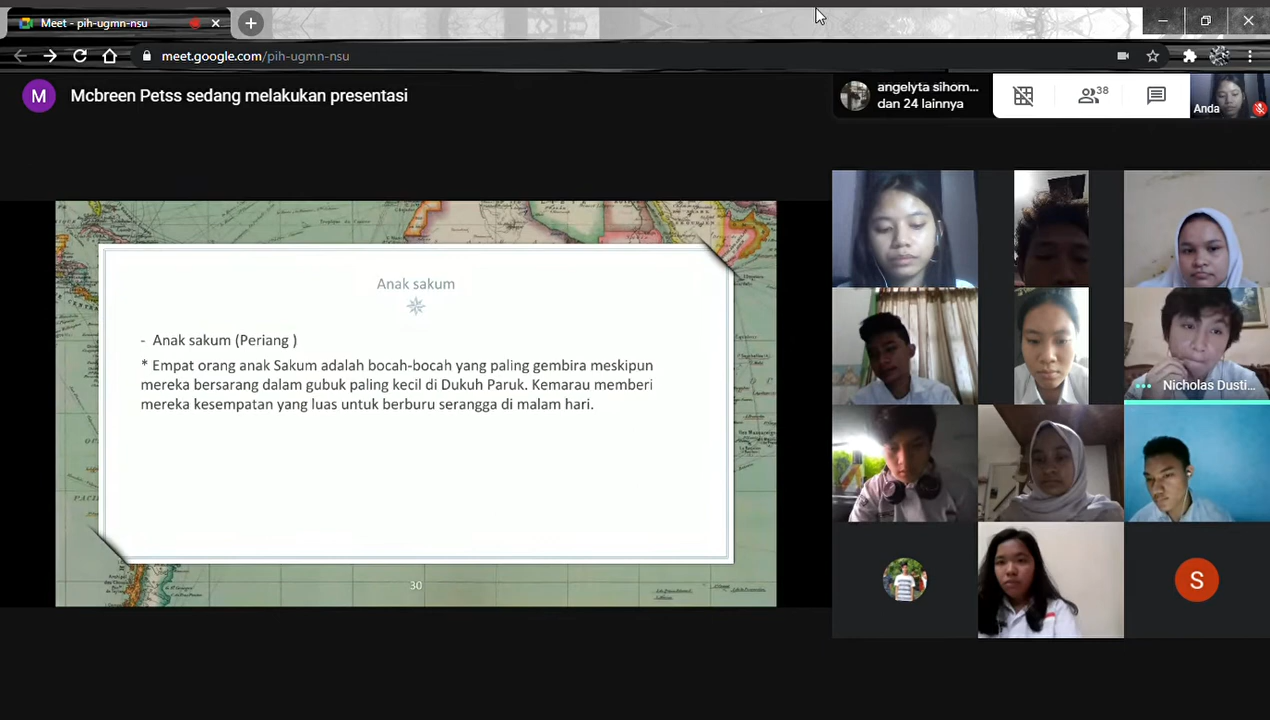 Meet - pih-ugmn-nsu
meet.google.com/pih-ugmn-nsu
M
Mcbreen Petss sedang melakukan presentasi
angelyta sihom...
dan 24 lainnya
38
Anda
Anak sakum
- Anak sakum (Periang )
* Empat orang anak Sakum adalah bocah-bocah yang paling gembira meskipun
mereka bersarang dalam gubuk paling kecil di Dukuh Paruk. Kemarau memberi
mereka kesempatan yang luas untuk berburu serangga di malam hari.
30
Nicholas Dusti...
S